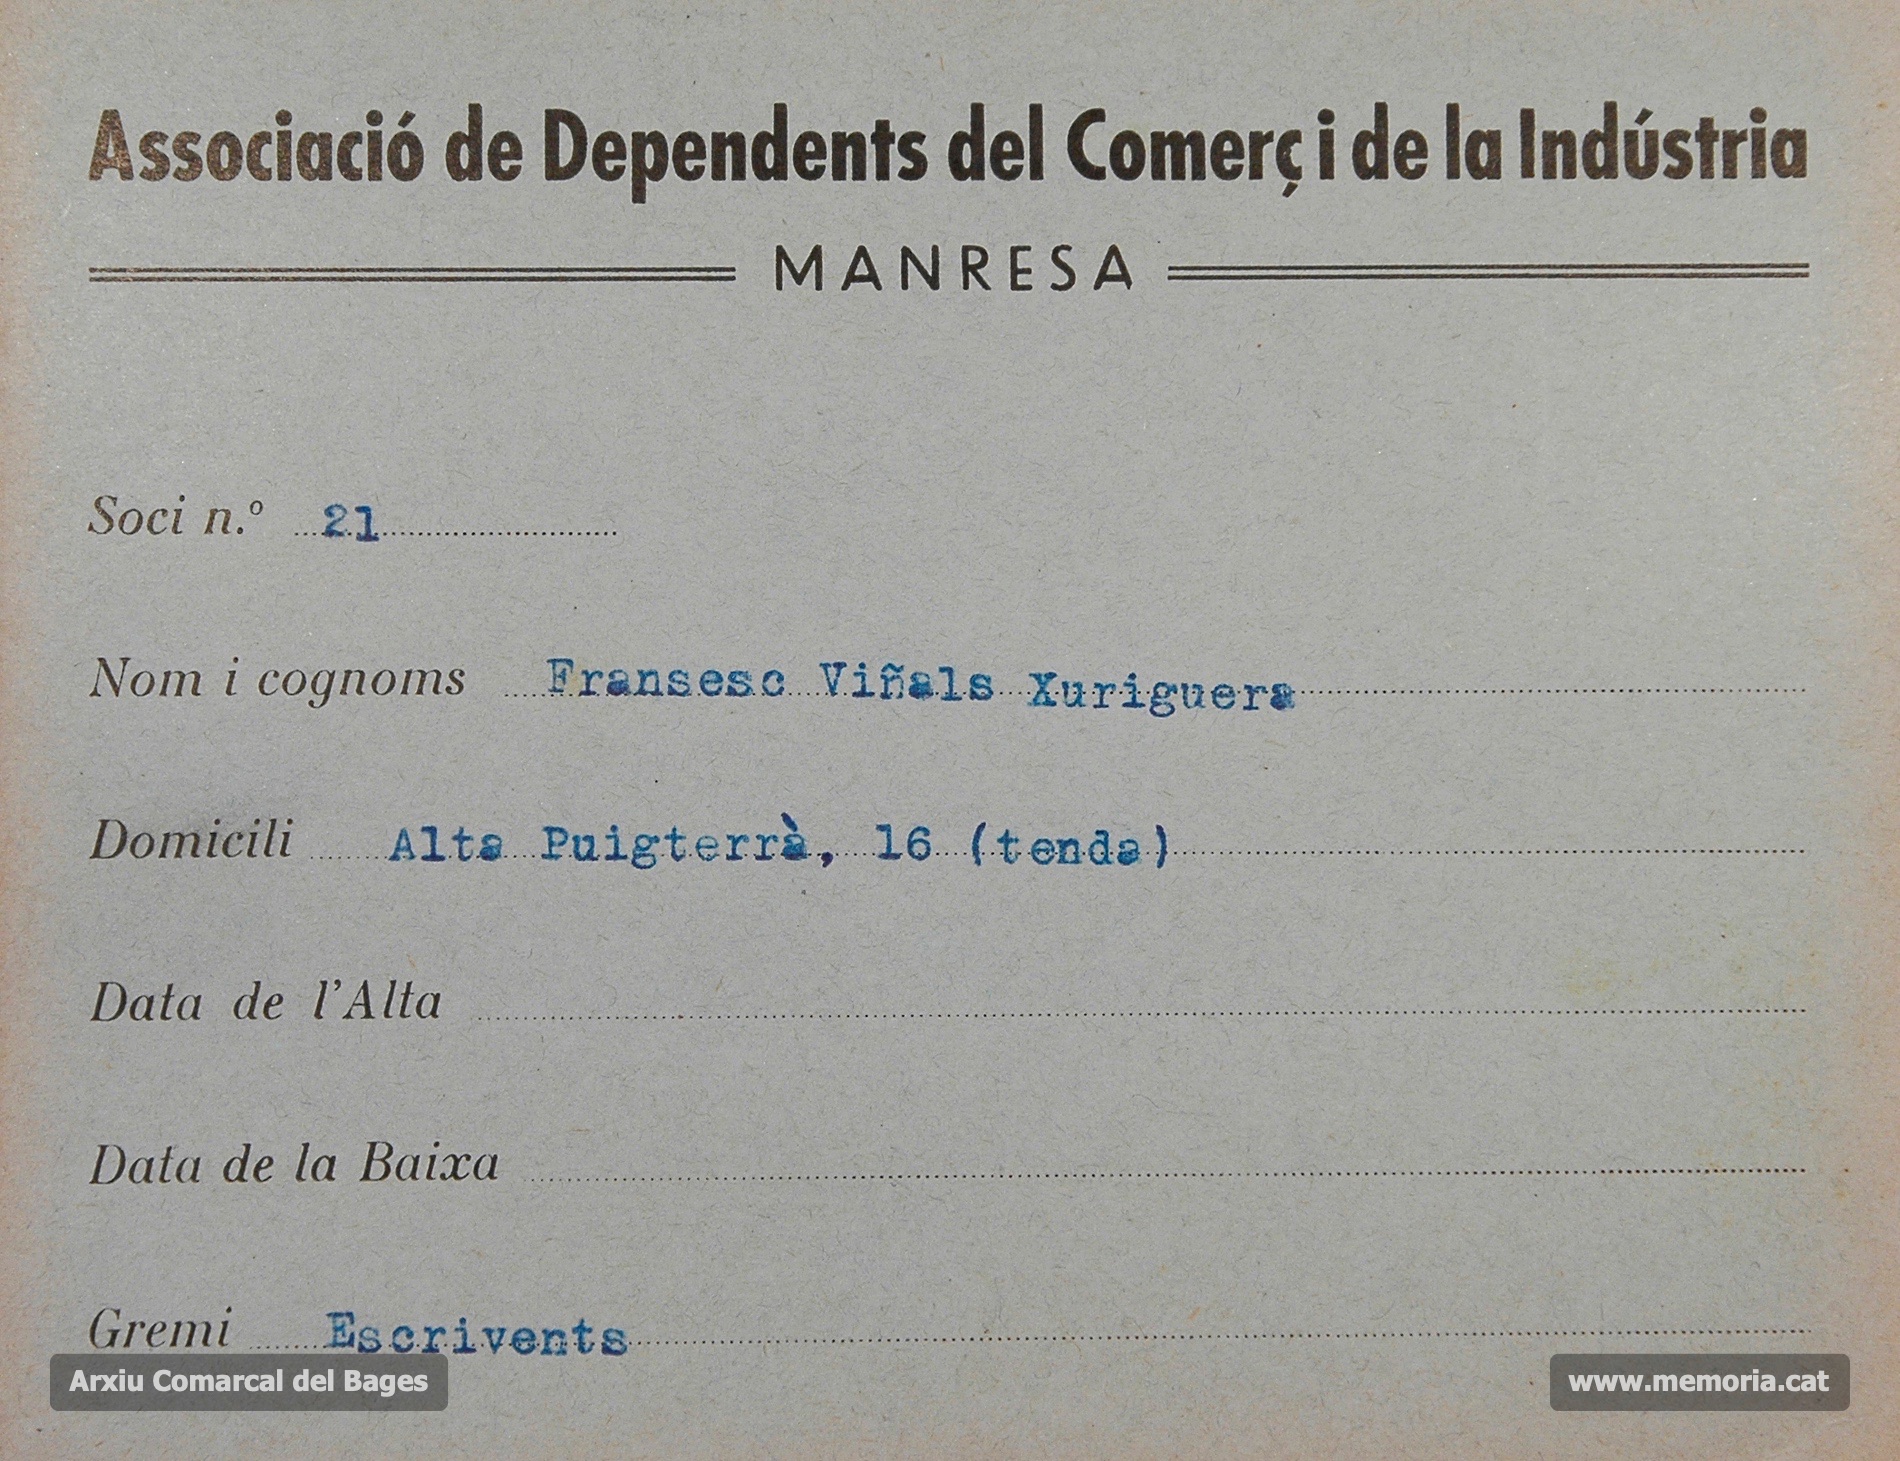 Associació de Dependents del Comerç i de la Indústria
MANRESA
Soci n.º 21
Nom i cognoms Fransesc Viñals Xuriguera
Domicili Alta Puigterrà, 16 (tenda)
Data de l'Alta
Data de la Baixa
Gremi Escrivents
Arxiu Comarcal del Bages
www.memoria.cat